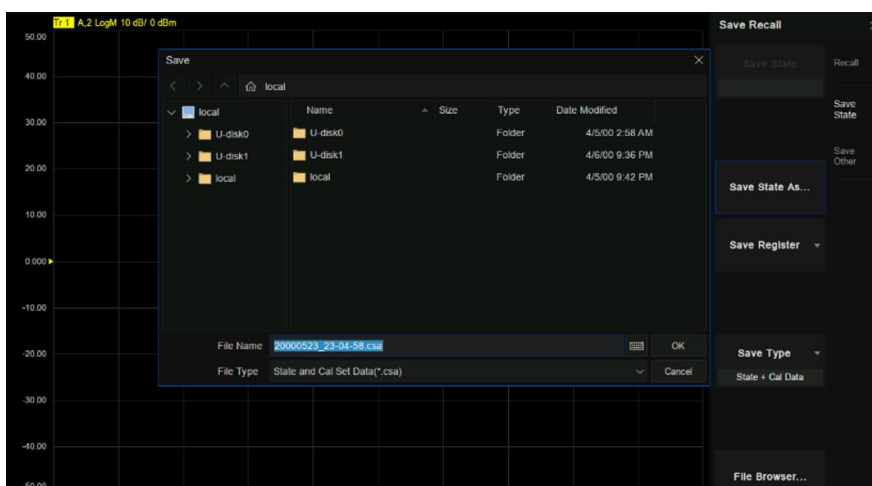 Tr 1 A,2 LogM 10 dB/ 0 dBm
50.00
40.00
30.00
20.00
10.00
0.000
-10.00
-20.00
-30.00
-40.00
-50.00
Save
local
local
U-disk0
U-disk1
local
Name Size Type Date Modified
U-disk0 Folder 4/5/00 2:58 AM
U-disk1 Folder 4/6/00 9:36 PM
local Folder 4/5/00 9:42 PM
File Name 20000523_23-04-58.csa OK
File Type State and Cal Set Data(*.csa) Cancel
Save Recall
Save State
Save State As...
Save Register
Save Type
State + Cal Data
File Browser...
Recall
Save
State
Save
Other